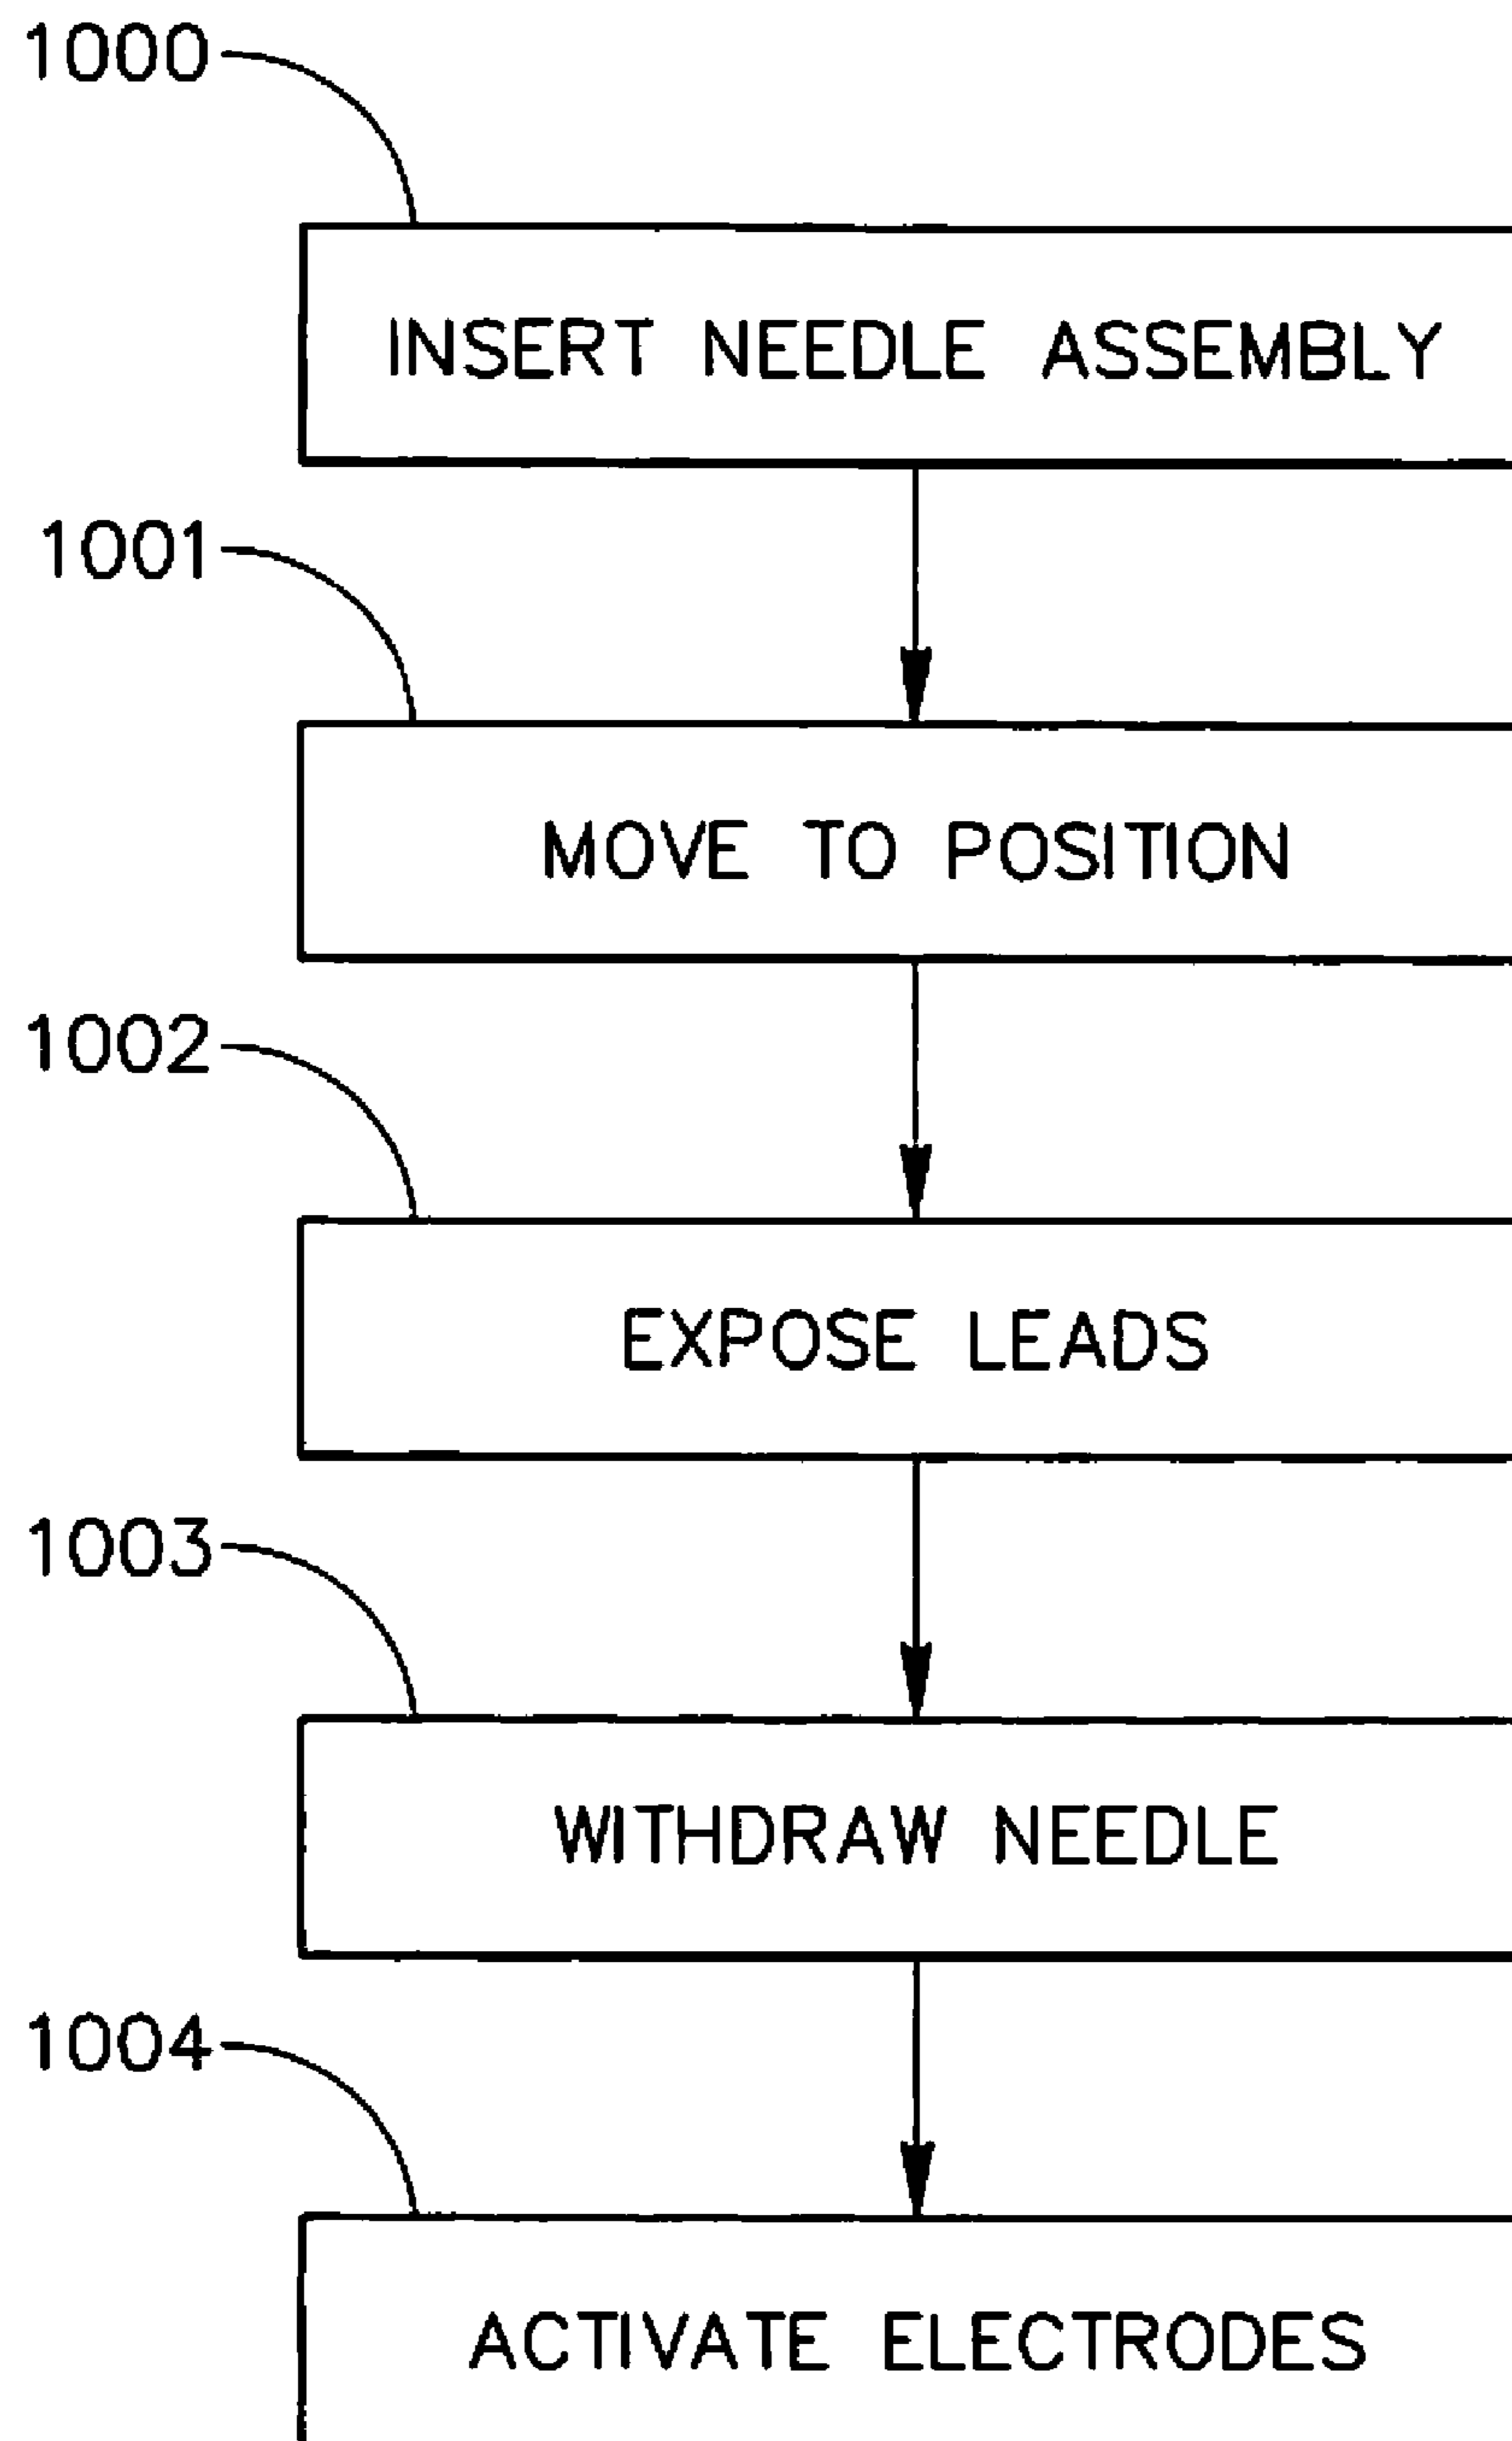 1000
INSERT NEEDLE ASSEMBLY
1001
MOVE TO POSITION
1002
EXPOSE LEADS
1003
WITHDRAW NEEDLE
1004
ACTIVATE ELECTRODES